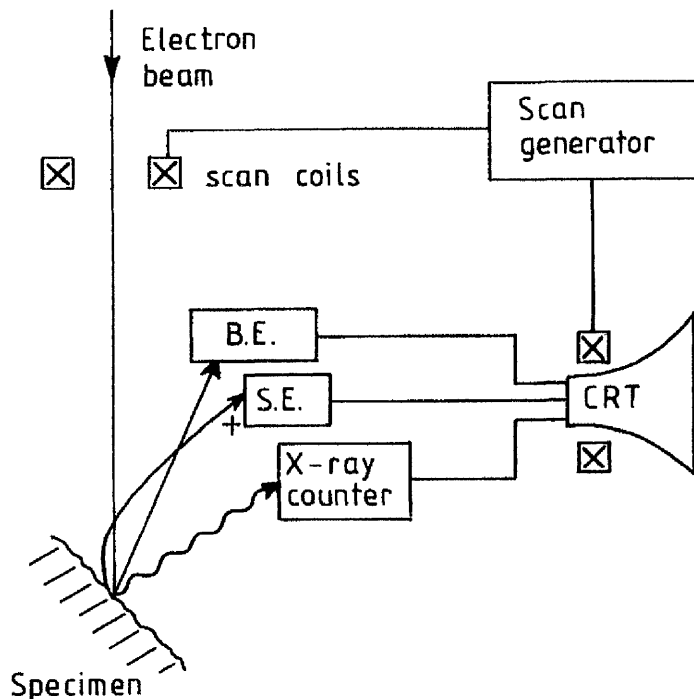 Electron
beam
Scan
generator
scan coils
B.E.
S.E.
+
CRT
X-ray
counter
Specimen